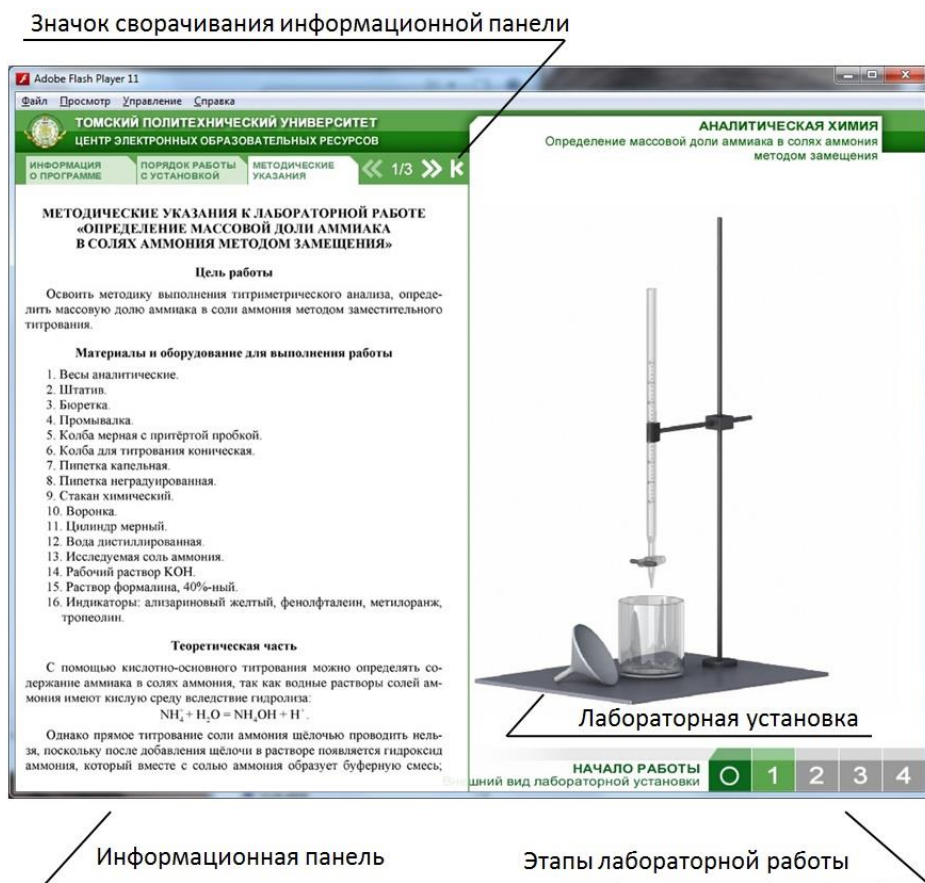 Значок сворачивания информационной панели
Adobe Flash Player 11
Файл Просмотр Управление Справка
ТОМСКИЙ ПОЛИТЕХНИЧЕСКИЙ УНИВЕРСИТЕТ
ЦЕНТР ЭЛЕКТРОННЫХ ОБРАЗОВАТЕЛЬНЫХ РЕСУРСОВ
ИНФОРМАЦИЯ
О ПРОГРАММЕ
ПОРЯДОК РАБОТЫ
С УСТАНОВКОЙ
МЕТОДИЧЕСКИЕ
УКАЗАНИЯ
1/3
АНАЛИТИЧЕСКАЯ ХИМИЯ
Определение массовой доли аммиака в солях аммония
методом замещения
МЕТОДИЧЕСКИЕ УКАЗАНИЯ К ЛАБОРАТОРНОЙ РАБОТЕ
«ОПРЕДЕЛЕНИЕ МАССОВОЙ ДОЛИ АММИАКА
В СОЛЯХ АММОНИЯ МЕТОДОМ ЗАМЕЩЕНИЯ»
Цель работы
Освоить методику выполнения титриметрического анализа, опреде-
лить массовую долю аммиака в соли аммония методом заместительного
титрования.
Материалы и оборудование для выполнения работы
1. Весы аналитические.
2. Штатив.
3. Бюретка.
4. Промывалка.
5. Колба мерная с притёртой пробкой.
6. Колба для титрования коническая.
7. Пипетка капельная.
8. Пипетка неградуированная.
9. Стакан химический.
10. Воронка.
11. Цилиндр мерный.
12. Вода дистиллированная.
13. Исследуемая соль аммония.
14. Рабочий раствор КОН.
15. Раствор формалина, 40%-ный.
16. Индикаторы: ализариновый желтый, фенолфталеин, метилоранж,
тропеолин.
Теоретическая часть
С помощью кислотно-основного титрования можно определять со-
держание аммиака в солях аммония, так как водные растворы солей ам-
мония имеют кислую среду вследствие гидролиза:
NH₄⁺ + H₂O = NH₄OH + H⁺.
Однако прямое титрование соли аммония щёлочью проводить нель-
зя, поскольку после добавления щёлочи в растворе появляется гидроксид
аммония, который вместе с солью аммония образует буферную смесь;
Лабораторная установка
НАЧАЛО РАБОТЫ
Внешний вид лабораторной установки
О 1 2 3 4
Информационная панель
Этапы лабораторной работы